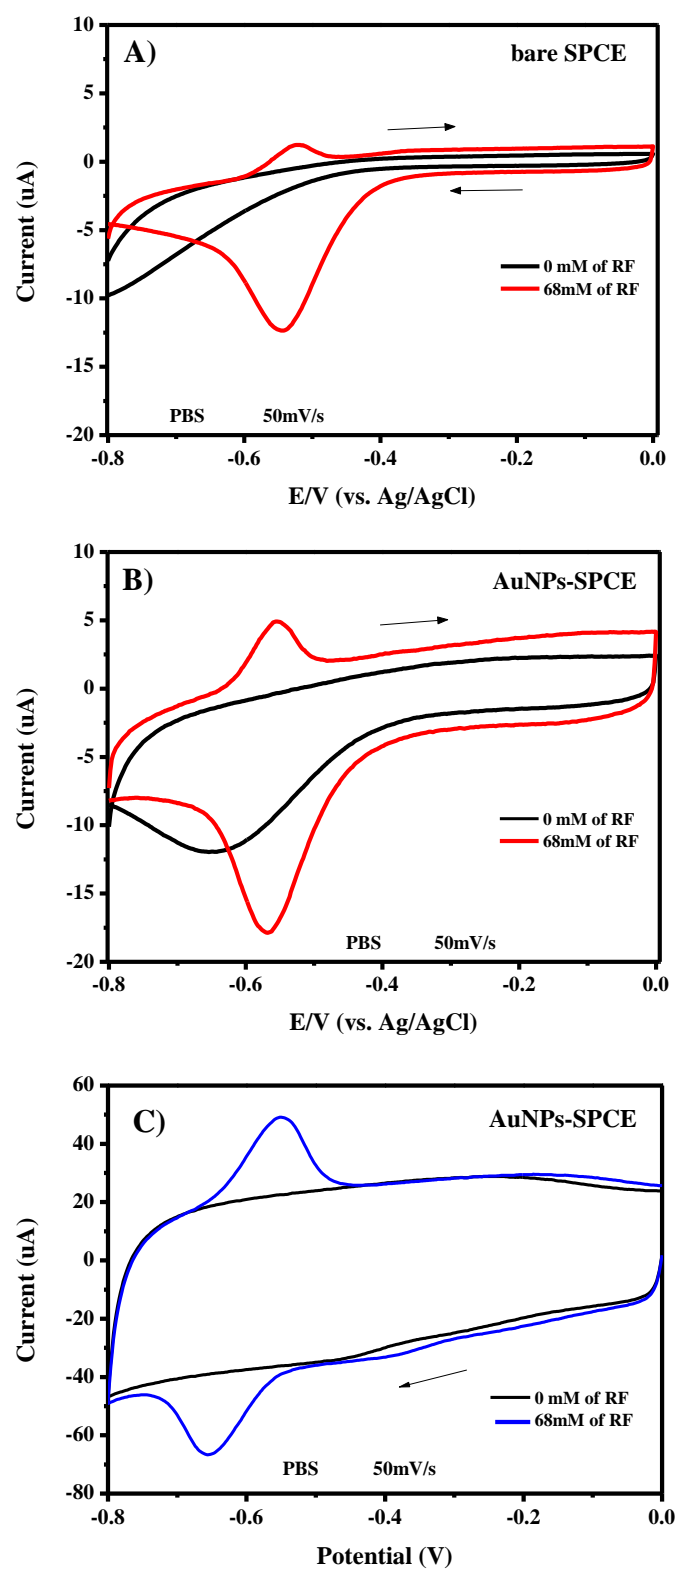 A)
bare SPCE
10
5
0
-5
-10
-15
-20
Current (uA)
0 mM of RF
68mM of RF
PBS 50mV/s
-0.8 -0.6 -0.4 -0.2 0.0
E/V (vs. Ag/AgCl)
B)
AuNPs-SPCE
10
5
0
-5
-10
-15
-20
Current (uA)
0 mM of RF
68mM of RF
PBS 50mV/s
-0.8 -0.6 -0.4 -0.2 0.0
E/V (vs. Ag/AgCl)
C)
AuNPs-SPCE
60
40
20
0
-20
-40
-60
-80
Current (uA)
0 mM of RF
68mM of RF
PBS 50mV/s
-0.8 -0.6 -0.4 -0.2 0.0
Potential (V)